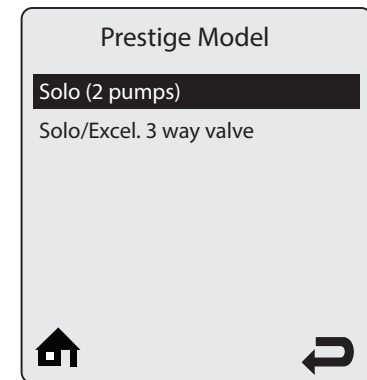 Prestige Model
Solo (2 pumps)
Solo/Excel. 3 way valve